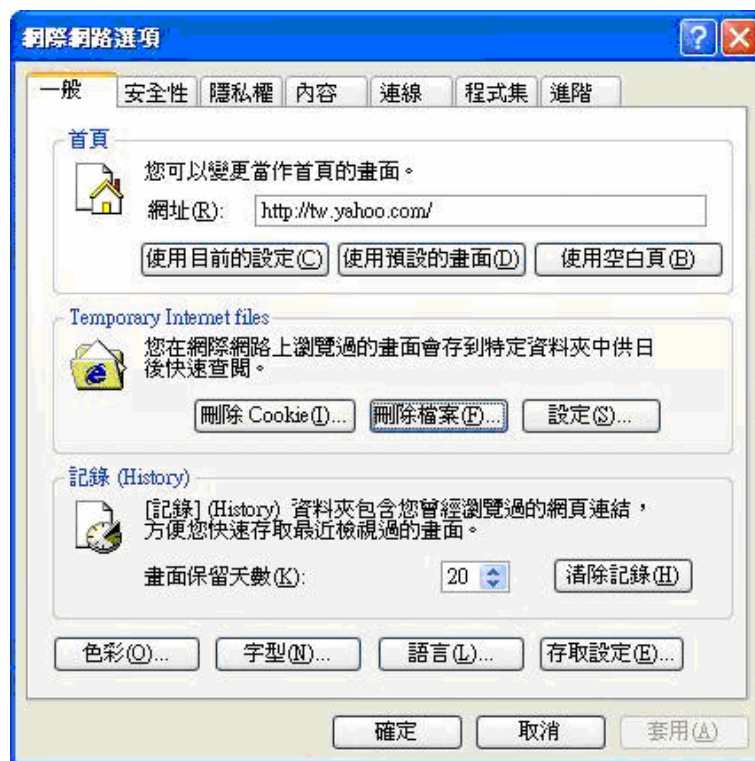 網際網路選項
一般 安全性 隱私權 內容 連線 程式集 進階
首頁
您可以變更當作首頁的畫面。
網址(R): http://tw.yahoo.com/
使用目前的設定(C) 使用預設的畫面(D) 使用空白頁(B)
Temporary Internet files
您在網際網路上瀏覽過的畫面會存到特定資料夾中供日
後快速查閱。
刪除 Cookie(I)... 刪除檔案(F)... 設定(S)...
記錄 (History)
[記錄] (History) 資料夾包含您曾經瀏覽過的網頁連結，
方便您快速存取最近檢視過的畫面。
畫面保留天數(K): 20 清除記錄(H)
色彩(O)... 字型(N)... 語言(L)... 存取設定(E)...
確定 取消 套用(A)